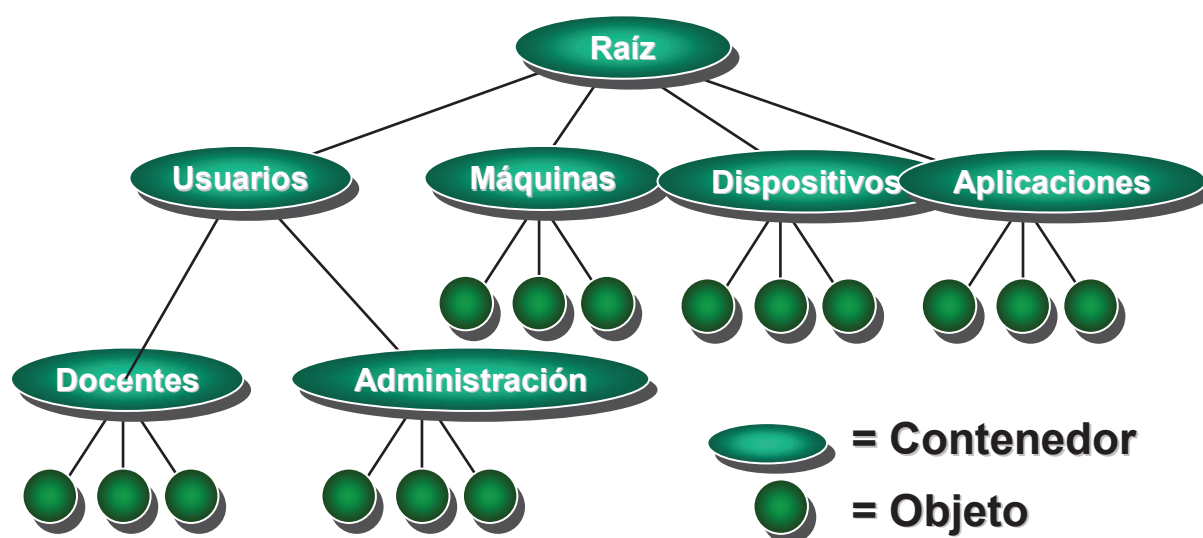 Raíz
Usuarios
Máquinas
Dispositivos
Aplicaciones
Docentes
Administración
= Contenedor
= Objeto